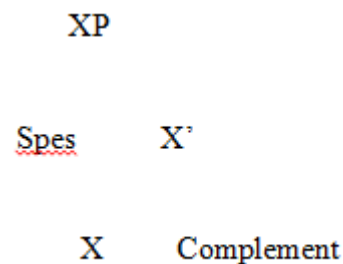 XP
Spes X’
X Complement